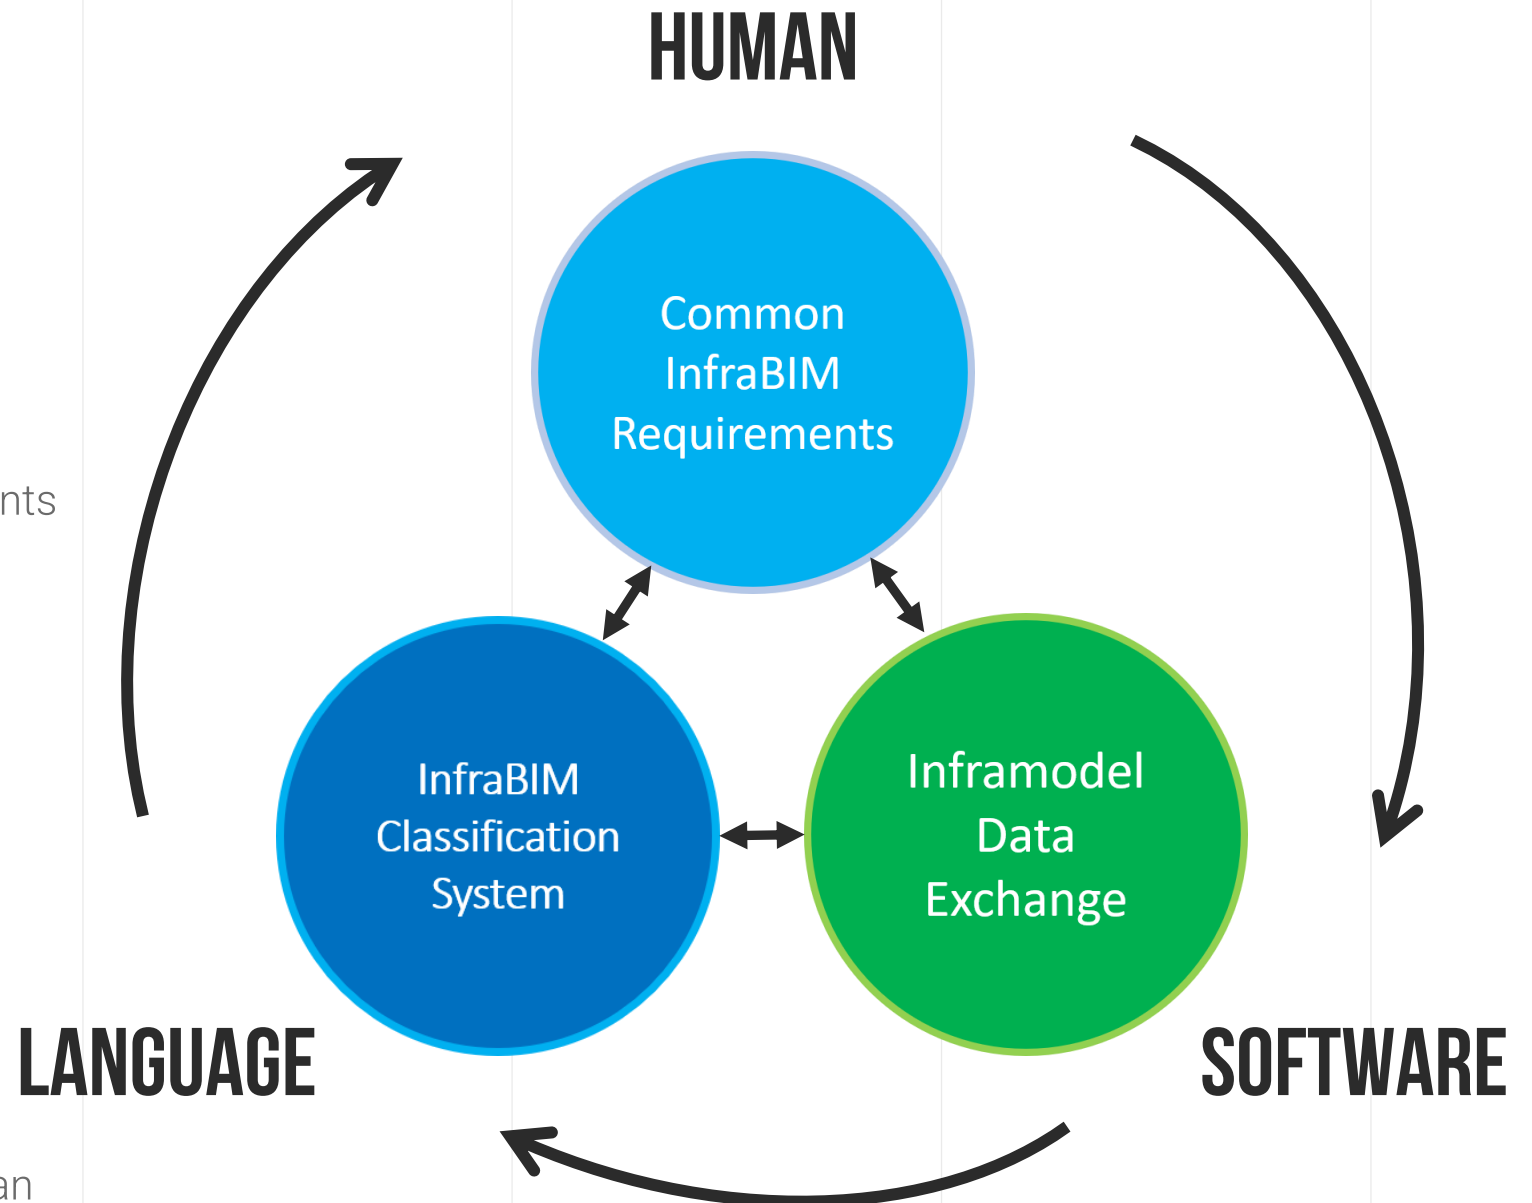 HUMAN
Common
InfraBIM
Requirements
nts
InfraBIM
Classification
System
Inframodel
Data
Exchange
LANGUAGE
SOFTWARE
an